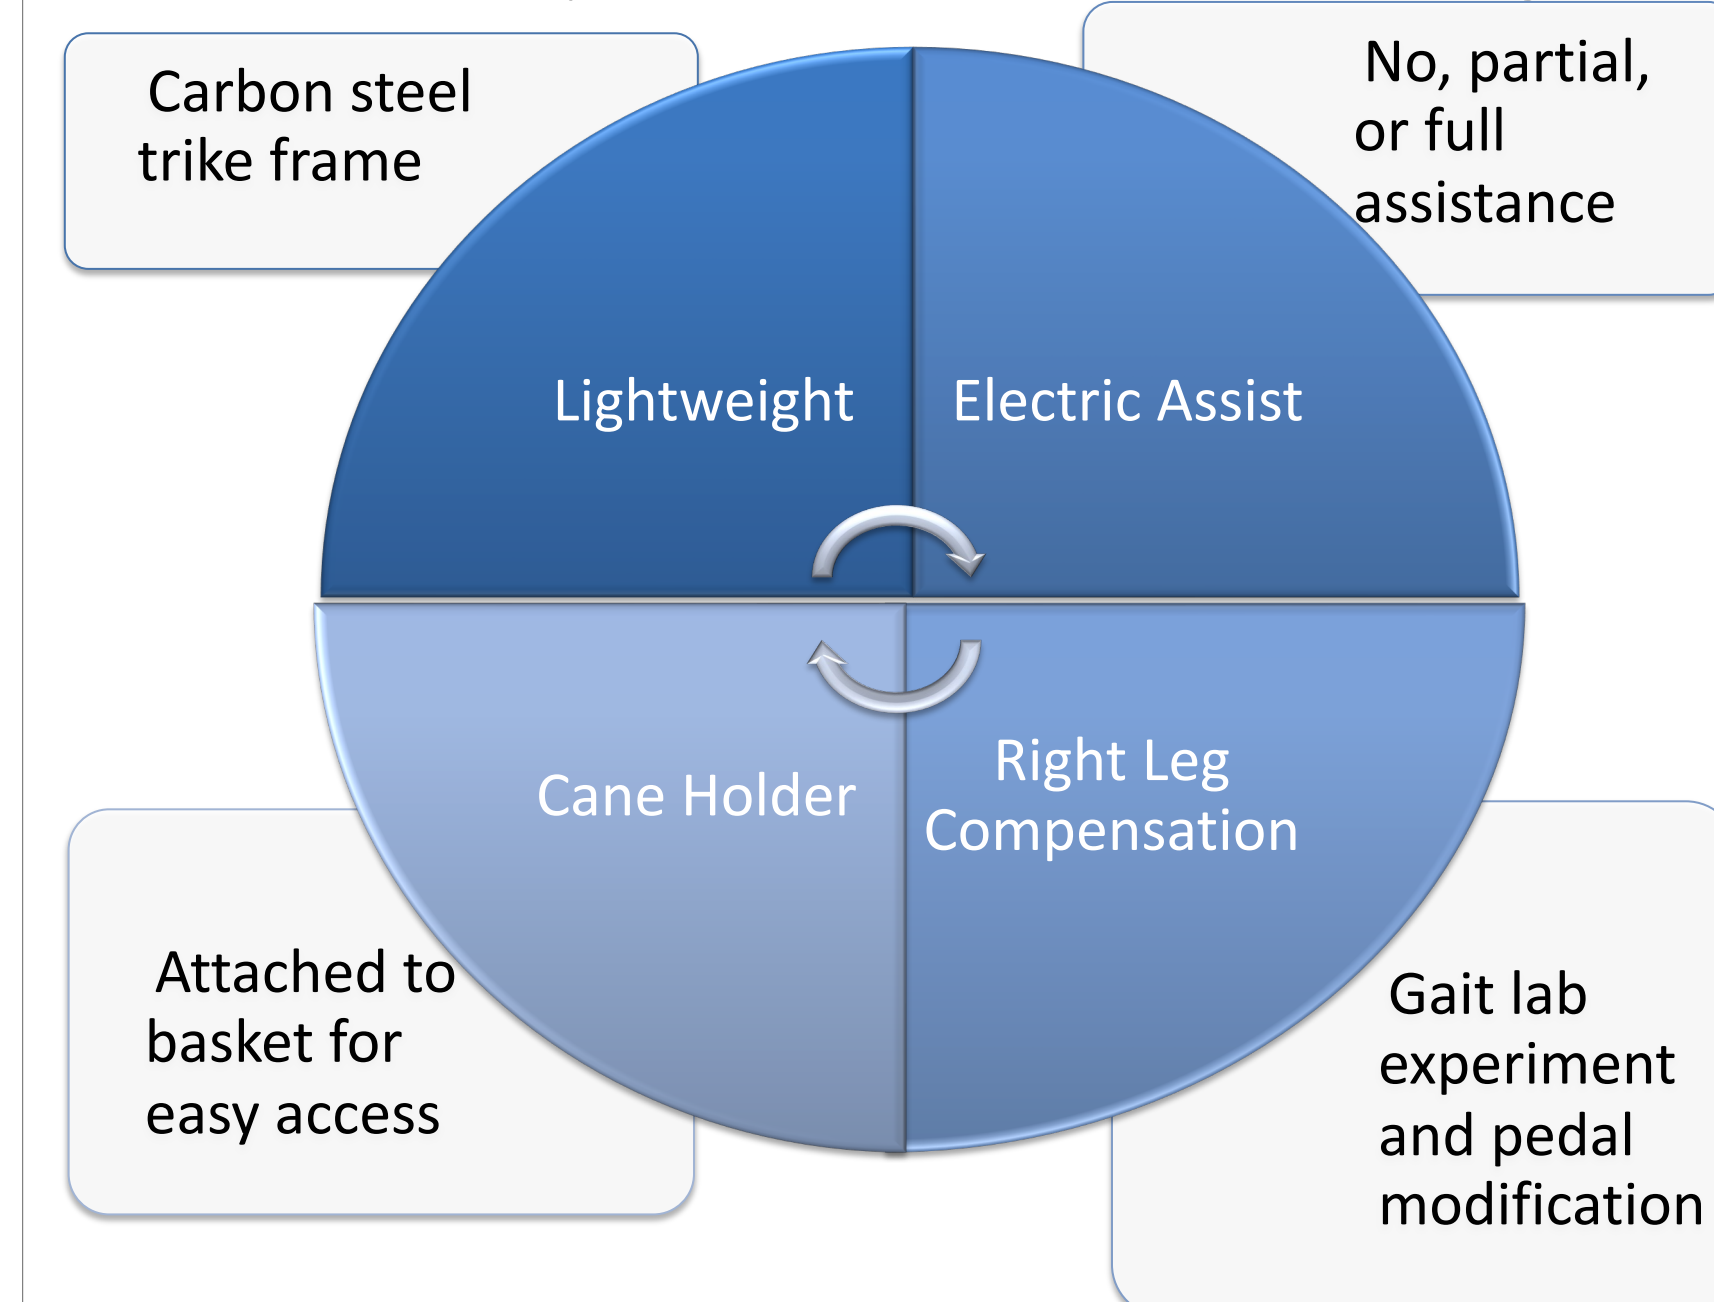 Carbon steel
trike frame
No, partial,
or full
assistance
Lightweight
Electric Assist
Cane Holder
Right Leg
Compensation
Attached to
basket for
easy access
Gait lab
experiment
and pedal
modification